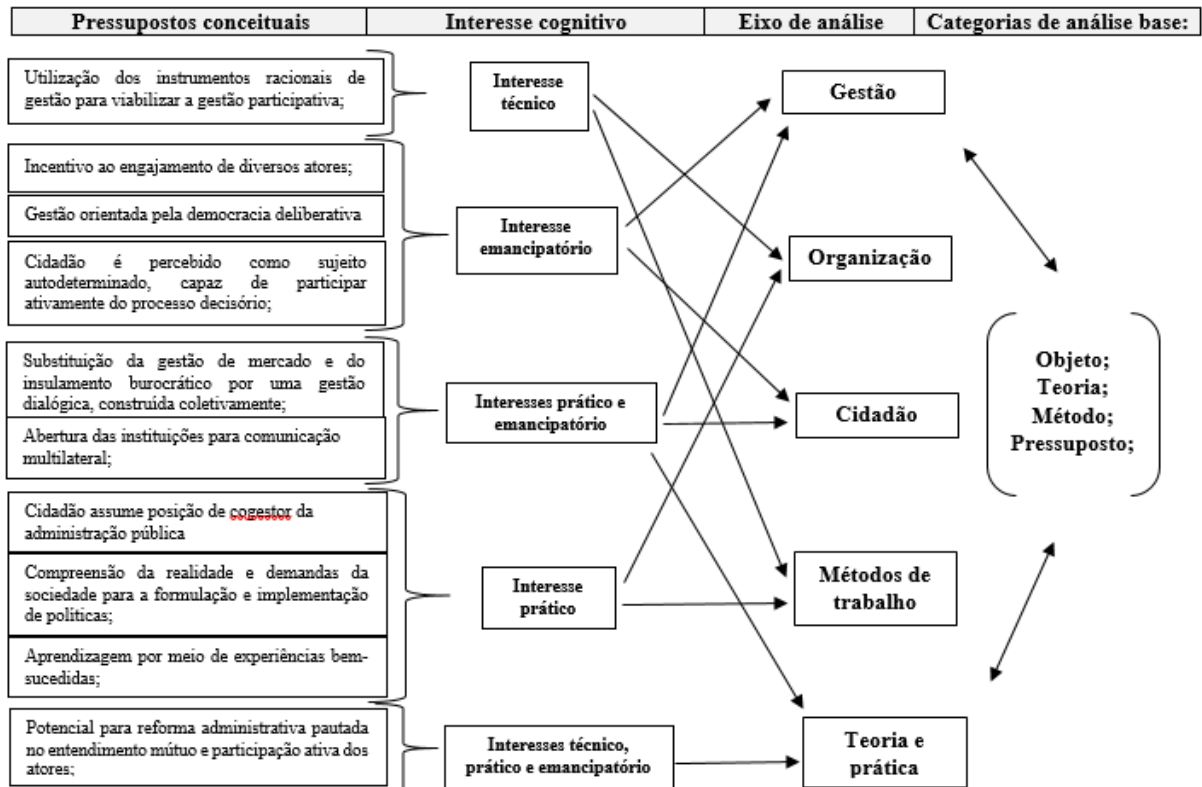 Pressupostos conceituais
Interesse cognitivo
Eixo de análise
Categorias de análise base:
Utilização dos instrumentos racionais de
gestão para viabilizar a gestão participativa;
Incentivo ao engajamento de diversos atores;
Gestão orientada pela democracia deliberativa
Cidadão é percebido como sujeito
autodeterminado, capaz de participar
ativamente do processo decisório;
Substituição da gestão de mercado e do
insulamento burocrático por uma gestão
dialógica, construída coletivamente;
Abertura das instituições para comunicação
multilateral;
Cidadão assume posição de cogestor da
administração pública
Compreensão da realidade e demandas da
sociedade para a formulação e implementação
de políticas;
Aprendizagem por meio de experiências bem-
sucedidas;
Potencial para reforma administrativa pautada
no entendimento mútuo e participação ativa dos
atores;
Interesse
técnico
Interesse
emancipatório
Interesses prático e
emancipatório
Interesse
prático
Interesses técnico,
prático e emancipatório
Gestão
Organização
Cidadão
Métodos de
trabalho
Teoria e
prática
Objeto;
Teoria;
Método;
Pressuposto;